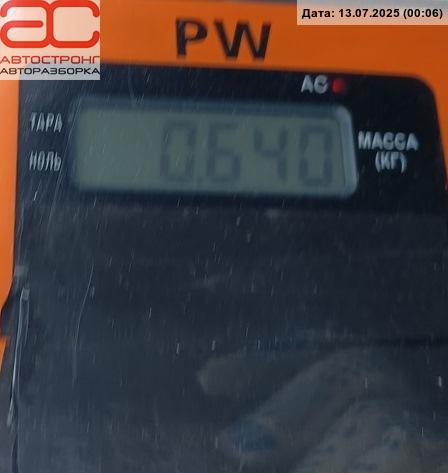 Дата: 13.07.2025 (00:06)
АС
АВТОСТРОНГ
АВТОРАЗБОРКА
PW
AC
ТАРА
НОЛЬ
0.640
МАССА
(КГ)